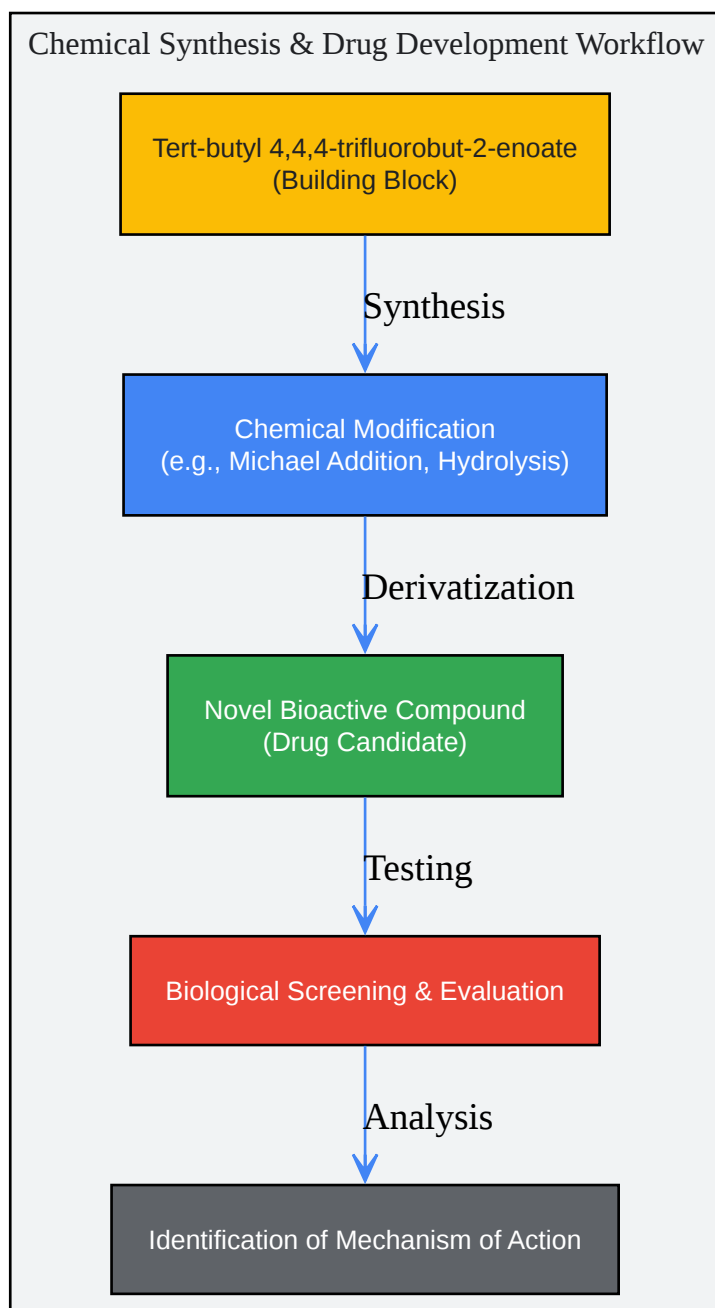 Chemical Synthesis & Drug Development Workflow
Tert-butyl 4,4,4-trifluorobut-2-enoate
(Building Block)
Synthesis
Chemical Modification
(e.g., Michael Addition, Hydrolysis)
Derivatization
Novel Bioactive Compound
(Drug Candidate)
Testing
Biological Screening & Evaluation
Analysis
Identification of Mechanism of Action